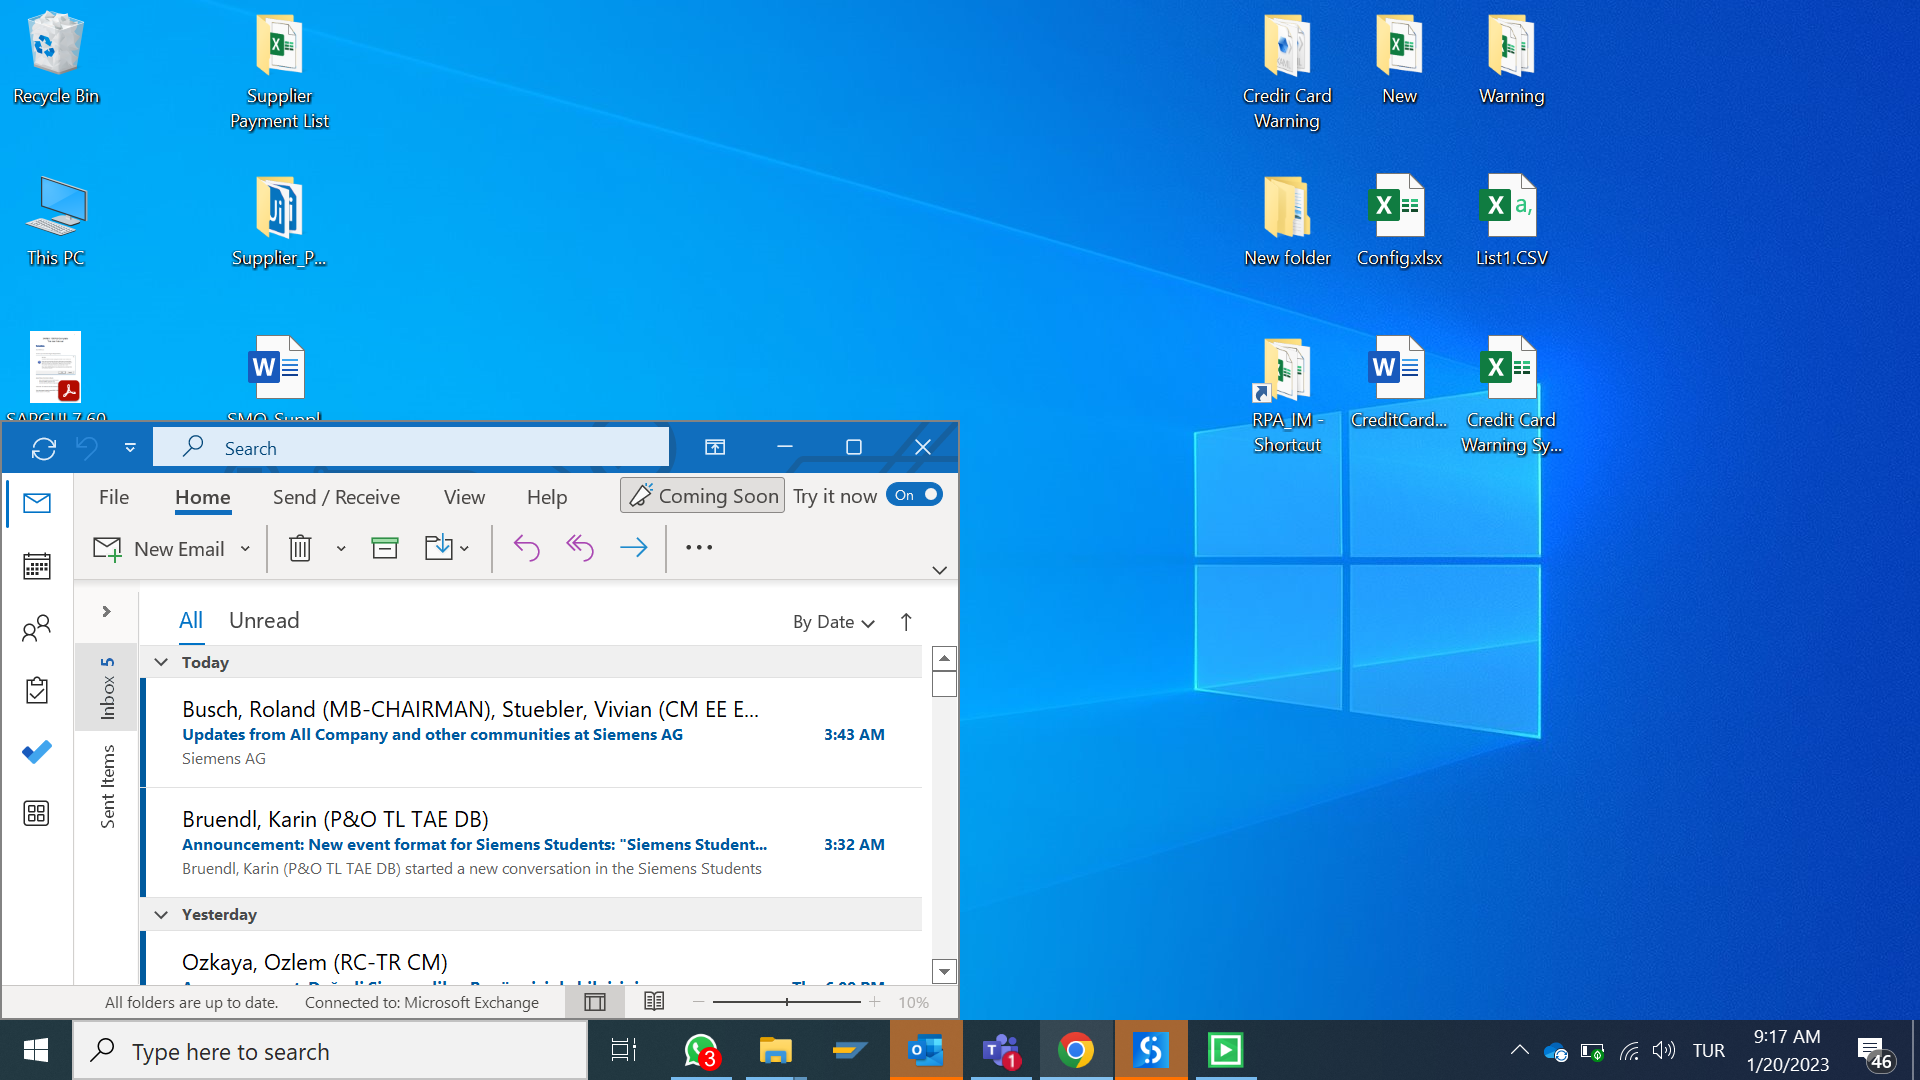 Recycle Bin
Supplier
Payment List
Credir Card
Warning
New
Warning
This PC
Supplier_P...
New folder
Config.xlsx
List1.CSV
RPA_IM -
Shortcut
CreditCard...
Credit Card
Warning Sy...
Search
File
Home
Send / Receive
View
Help
Coming Soon
Try it now
On
New Email
All
Unread
By Date
Inbox 5
Sent Items
Today
Busch, Roland (MB-CHAIRMAN), Stuebler, Vivian (CM EE E...
Updates from All Company and other communities at Siemens AG
3:43 AM
Siemens AG
Bruendl, Karin (P&O TL TAE DB)
Announcement: New event format for Siemens Students: "Siemens Student...
3:32 AM
Bruendl, Karin (P&O TL TAE DB) started a new conversation in the Siemens Students
Yesterday
Ozkaya, Ozlem (RC-TR CM)
All folders are up to date.
Connected to: Microsoft Exchange
10%
Type here to search
3
1
TUR
9:17 AM
1/20/2023
46